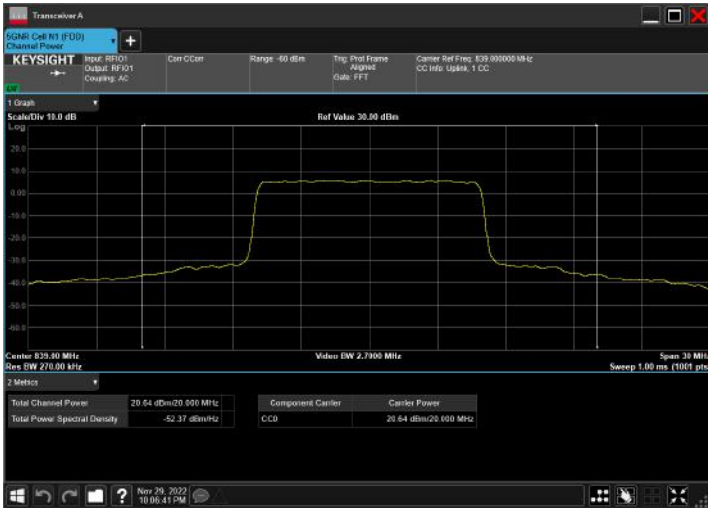 Transceiver A
5GNR Cell N1 (FDD)
Channel Power
KEYSIGHT
Input: RFIO1
Output: RFIO1
Coupling: AC
Corr CCorr
Range: -60 dBm
Trig: Prot Frame
Aligned
Gate: FFT
Carrier Ref Freq: 839.000000 MHz
CC Info: Uplink, 1 CC
1 Graph
Scale/Div 10.0 dB
Ref Value 30.00 dBm
Log
20.0
10.0
0.00
-10.0
-20.0
-30.0
-40.0
-50.0
-60.0
Center 839.00 MHz
Video BW 2.7000 MHz
Span 30 MHz
Res BW 270.00 kHz
Sweep 1.00 ms (1001 pts
2 Metrics
Total Channel Power 20.64 dBm/20.000 MHz
Total Power Spectral Density -52.37 dBm/Hz
Component Carrier Carrier Power
CC0 20.64 dBm/20.000 MHz
?
Nov 29, 2022
10:06:41 PM